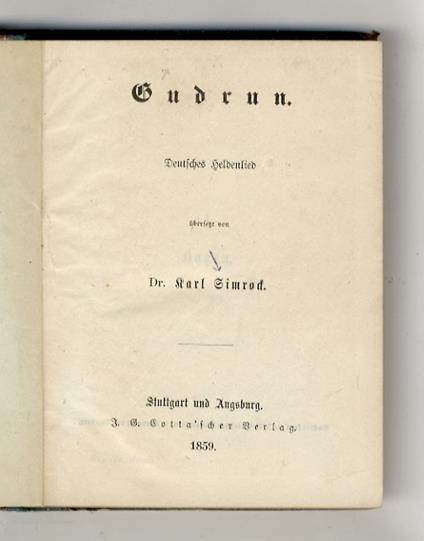 Gudrun.
Deutsches Heldenlied
übersetzt von
Dr. Karl Simrock.
Stuttgart und Augsburg.
J. G. Cotta'scher Verlag.
1859.